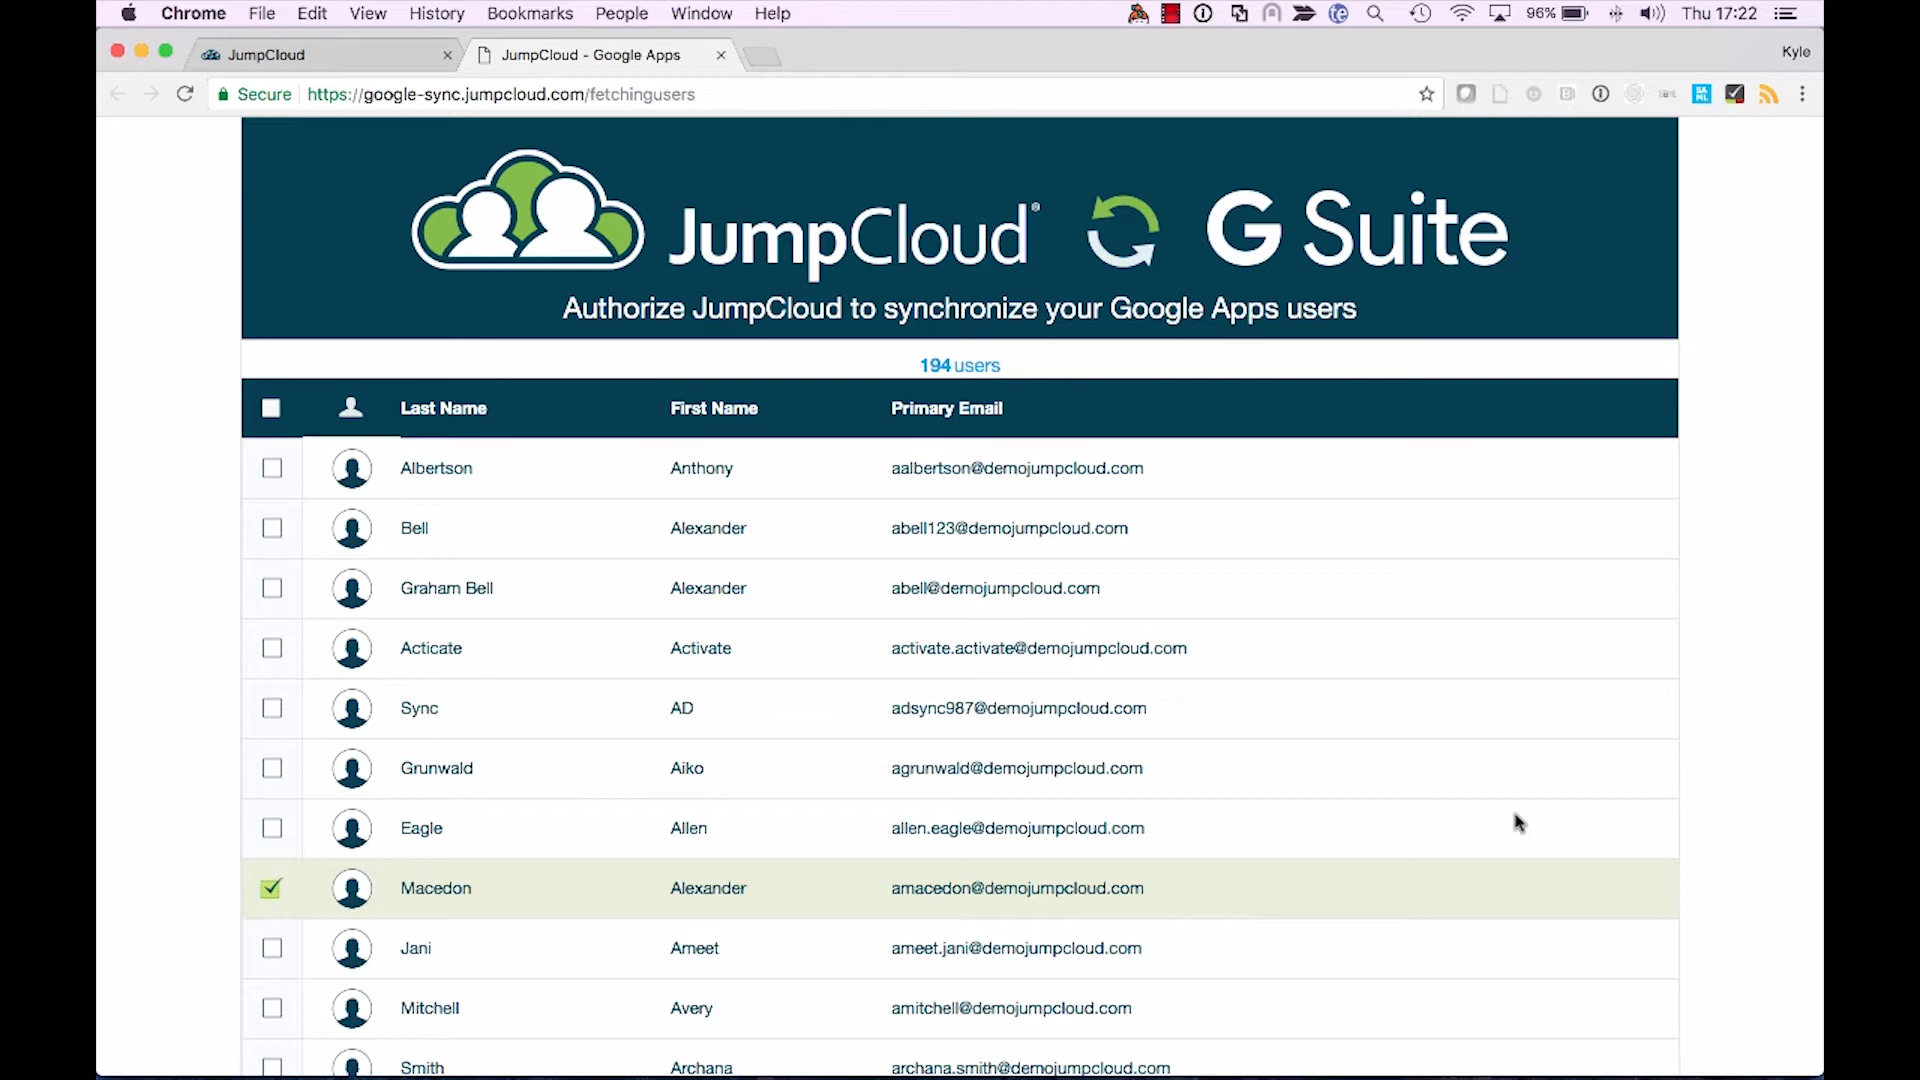 Chrome File Edit View History Bookmarks People Window Help 96% Thu 17:22
JumpCloud JumpCloud - Google Apps Kyle
Secure https://google-sync.jumpcloud.com/fetchingusers
JumpCloud® G Suite
Authorize JumpCloud to synchronize your Google Apps users
194 users
Last Name First Name Primary Email
Albertson Anthony aalbertson@demojumpcloud.com
Bell Alexander abell123@demojumpcloud.com
Graham Bell Alexander abell@demojumpcloud.com
Acticate Activate activate.activate@demojumpcloud.com
Sync AD adsync987@demojumpcloud.com
Grunwald Aiko agrunwald@demojumpcloud.com
Eagle Allen allen.eagle@demojumpcloud.com
Macedon Alexander amacedon@demojumpcloud.com
Jani Ameet ameet.jani@demojumpcloud.com
Mitchell Avery amitchell@demojumpcloud.com
Smith Archana archana.smith@demojumpcloud.com